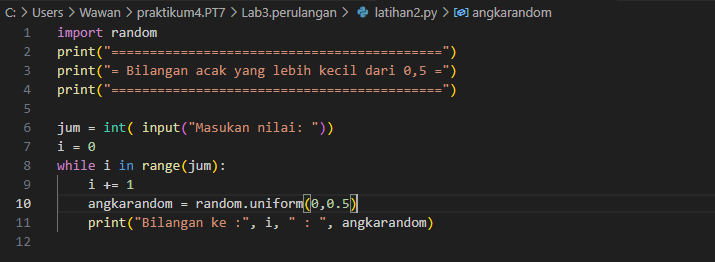 C: > Users > Wawan > praktikum4.PT7 > Lab3.perulangan > latihan2.py > angkarandom
1 import random
2 print("==========================================")
3 print("= Bilangan acak yang lebih kecil dari 0,5 =")
4 print("==========================================")
5
6 jum = int( input("Masukan nilai: "))
7 i = 0
8 while i in range(jum):
9     i += 1
10     angkarandom = random.uniform(0,0.5)
11     print("Bilangan ke :", i, " : ", angkarandom)
12